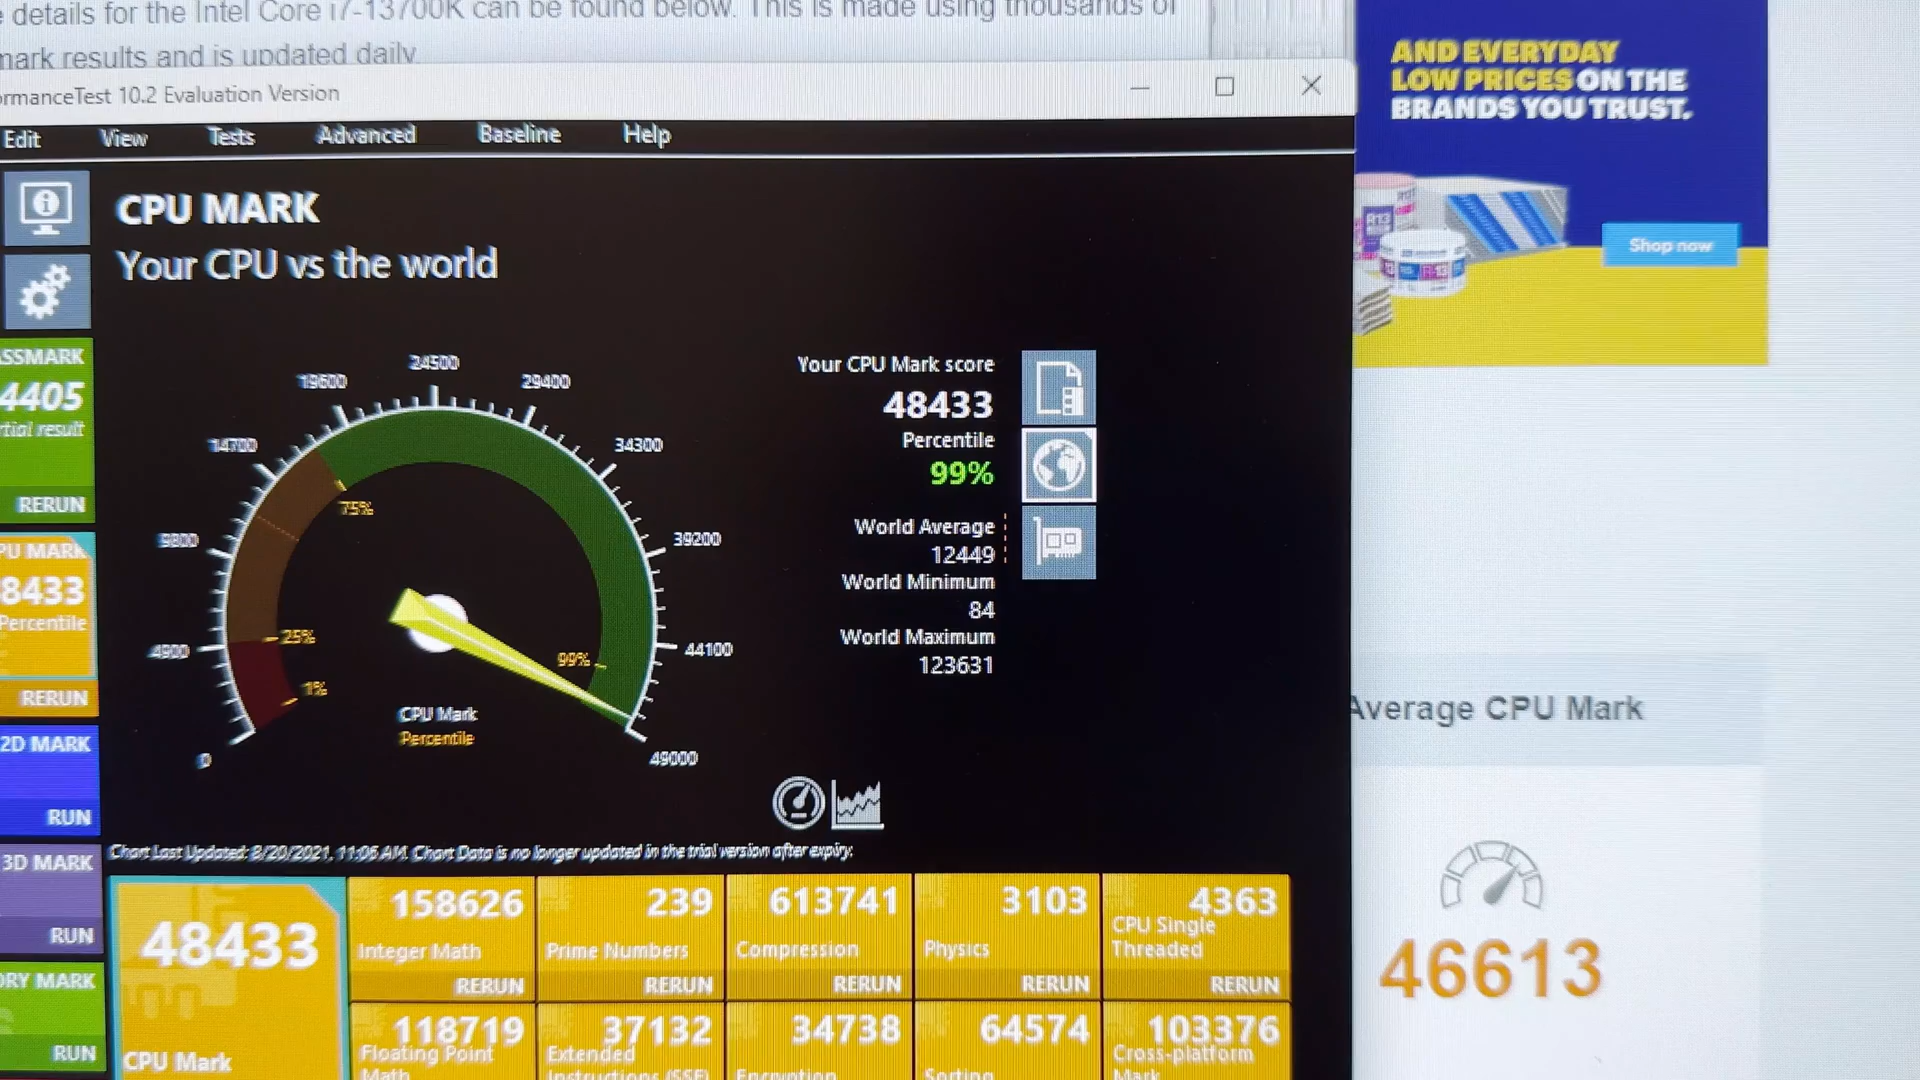 details for the Intel Core i7-13700K can be found below. This is made using thousands of
mark results and is updated daily.
ormanceTest 10.2 Evaluation Version
Edit View Tests Advanced Baseline Help
AND EVERYDAY
LOW PRICES ON THE
BRANDS YOU TRUST.
Shop now
CPU MARK
Your CPU vs the world
ASSMARK
4405
rtial result
RERUN
PU MARK
8433
Percentile
RERUN
2D MARK
RUN
3D MARK
RUN
ORY MARK
RUN
0
4900
9800
14700
19600
24500
29400
34300
39200
44100
49000
1%
25%
75%
99%
CPU Mark
Percentile
Your CPU Mark score
48433
Percentile
99%
World Average
12449
World Minimum
84
World Maximum
123631
Chart Last Updated: 8/20/2021, 11:06 AM. Chart Data is no longer updated in the trial version after expiry.
48433
CPU Mark
158626
Integer Math
RERUN
239
Prime Numbers
RERUN
613741
Compression
RERUN
3103
Physics
RERUN
4363
CPU Single
Threaded
RERUN
118719
Floating Point
Math
37132
Extended
Instructions (SSE)
34738
Encryption
64574
Sorting
103376
Cross-platform
Mark
Average CPU Mark
46613